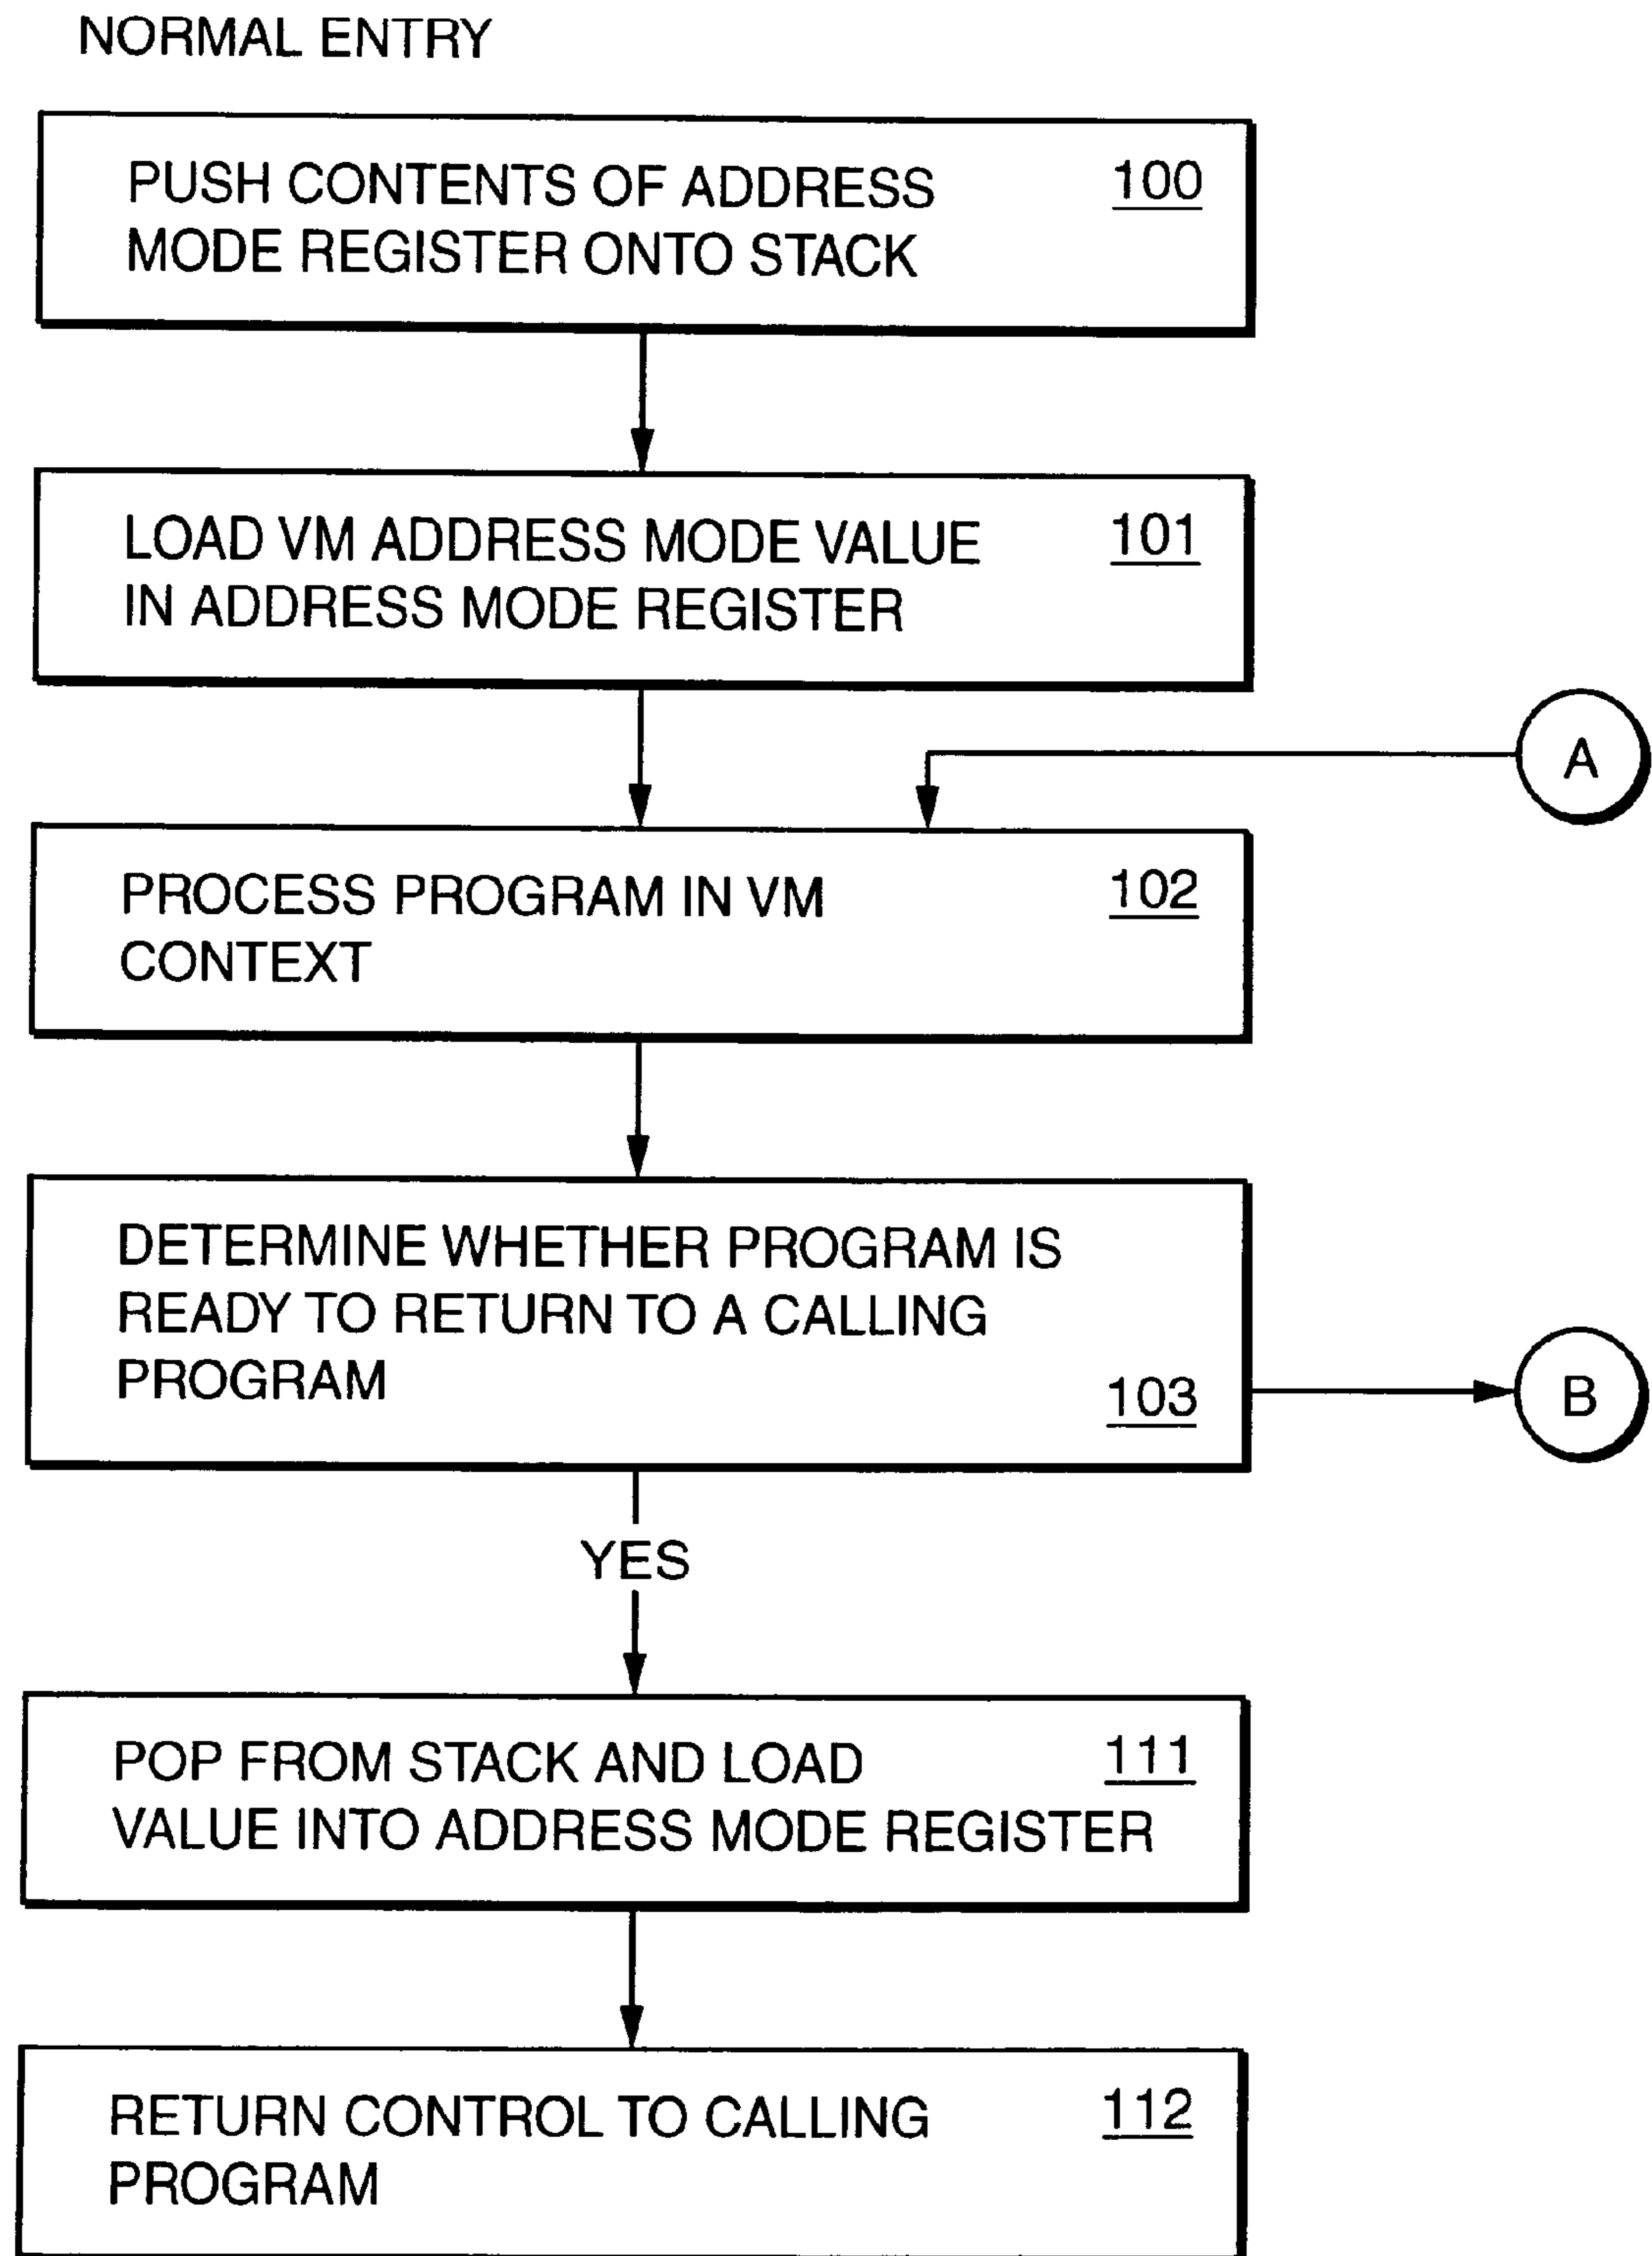 NORMAL ENTRY
PUSH CONTENTS OF ADDRESS 100
MODE REGISTER ONTO STACK
LOAD VM ADDRESS MODE VALUE 101
IN ADDRESS MODE REGISTER
A
PROCESS PROGRAM IN VM 102
CONTEXT
DETERMINE WHETHER PROGRAM IS
READY TO RETURN TO A CALLING
PROGRAM 103
B
YES
POP FROM STACK AND LOAD 111
VALUE INTO ADDRESS MODE REGISTER
RETURN CONTROL TO CALLING 112
PROGRAM